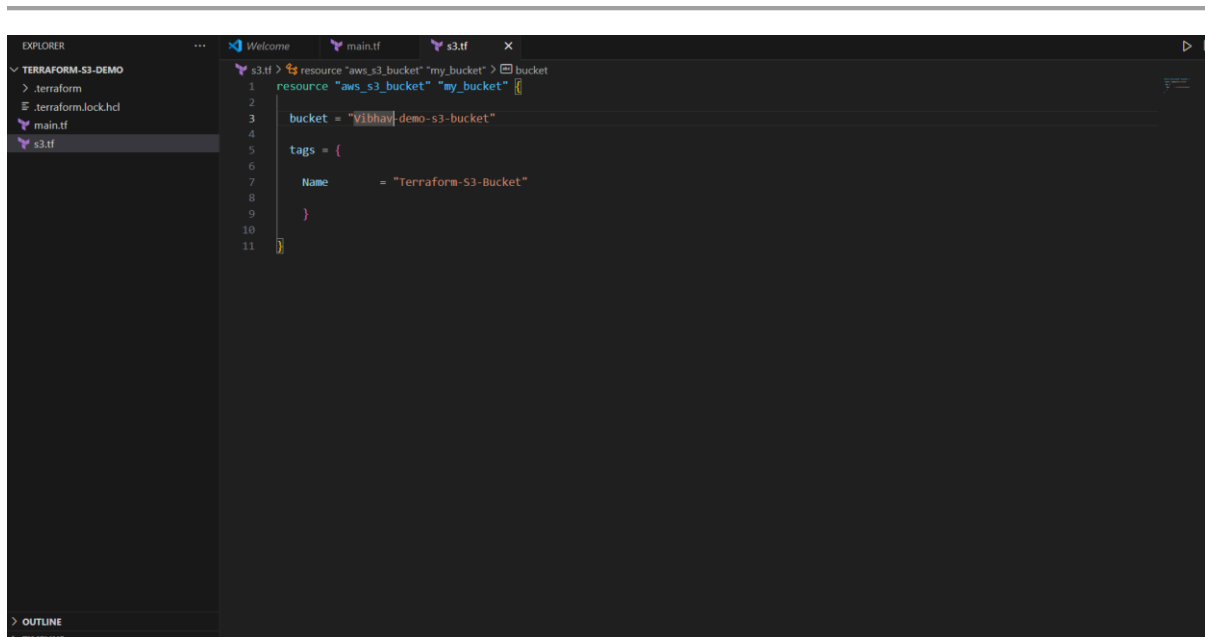 EXPLORER ...
Welcome main.tf s3.tf
TERRAFORM-S3-DEMO
.terraform
.terraform.lock.hcl
main.tf
s3.tf
s3.tf > resource "aws_s3_bucket" "my_bucket" > bucket
1 resource "aws_s3_bucket" "my_bucket" {
2
3 bucket = "Vibhav-demo-s3-bucket"
4
5 tags = {
6
7 Name = "Terraform-S3-Bucket"
8
9 }
10
11 }
> OUTLINE